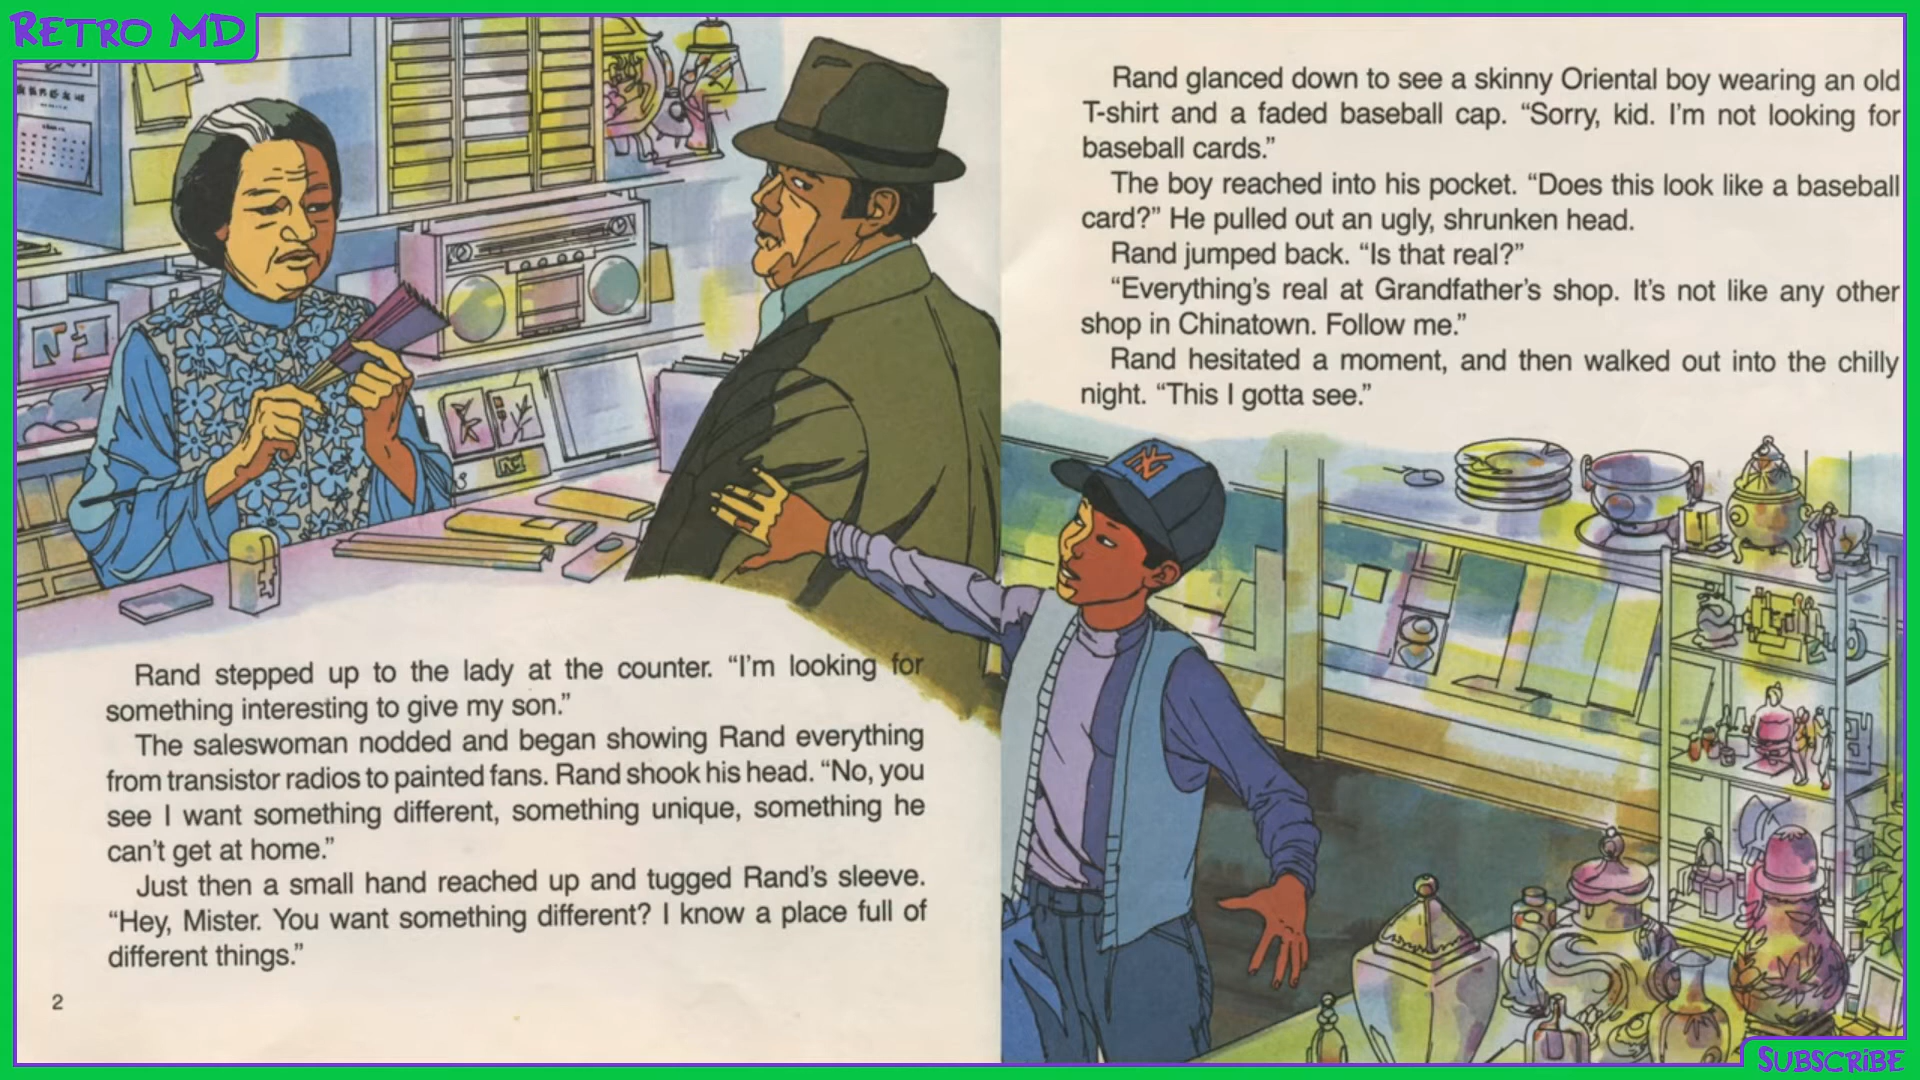 RETRO MD
Rand stepped up to the lady at the counter. “I’m looking for
something interesting to give my son.”
The saleswoman nodded and began showing Rand everything
from transistor radios to painted fans. Rand shook his head. “No, you
see I want something different, something unique, something he
can’t get at home.”
Just then a small hand reached up and tugged Rand’s sleeve.
“Hey, Mister. You want something different? I know a place full of
different things.”
2
Rand glanced down to see a skinny Oriental boy wearing an old
T-shirt and a faded baseball cap. “Sorry, kid. I’m not looking for
baseball cards.”
The boy reached into his pocket. “Does this look like a baseball
card?” He pulled out an ugly, shrunken head.
Rand jumped back. “Is that real?”
“Everything’s real at Grandfather’s shop. It’s not like any other
shop in Chinatown. Follow me.”
Rand hesitated a moment, and then walked out into the chilly
night. “This I gotta see.”
NY
SUBSCRIBE